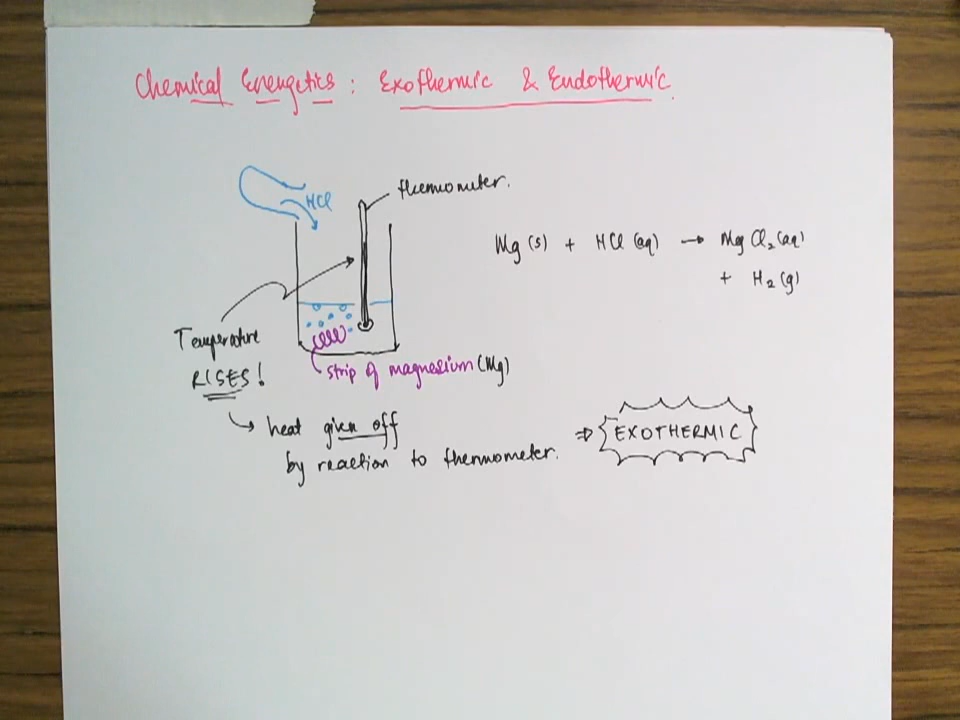 Chemical Energetics : Exothermic & Endothermic.
HCl
thermometer.
Mg (s) + HCl (aq) → MgCl₂ (aq)
+ H₂ (g)
Temperature
RISES!
strip of magnesium (Mg)
↳ heat given off
by reaction to thermometer.
⇒ EXOTHERMIC